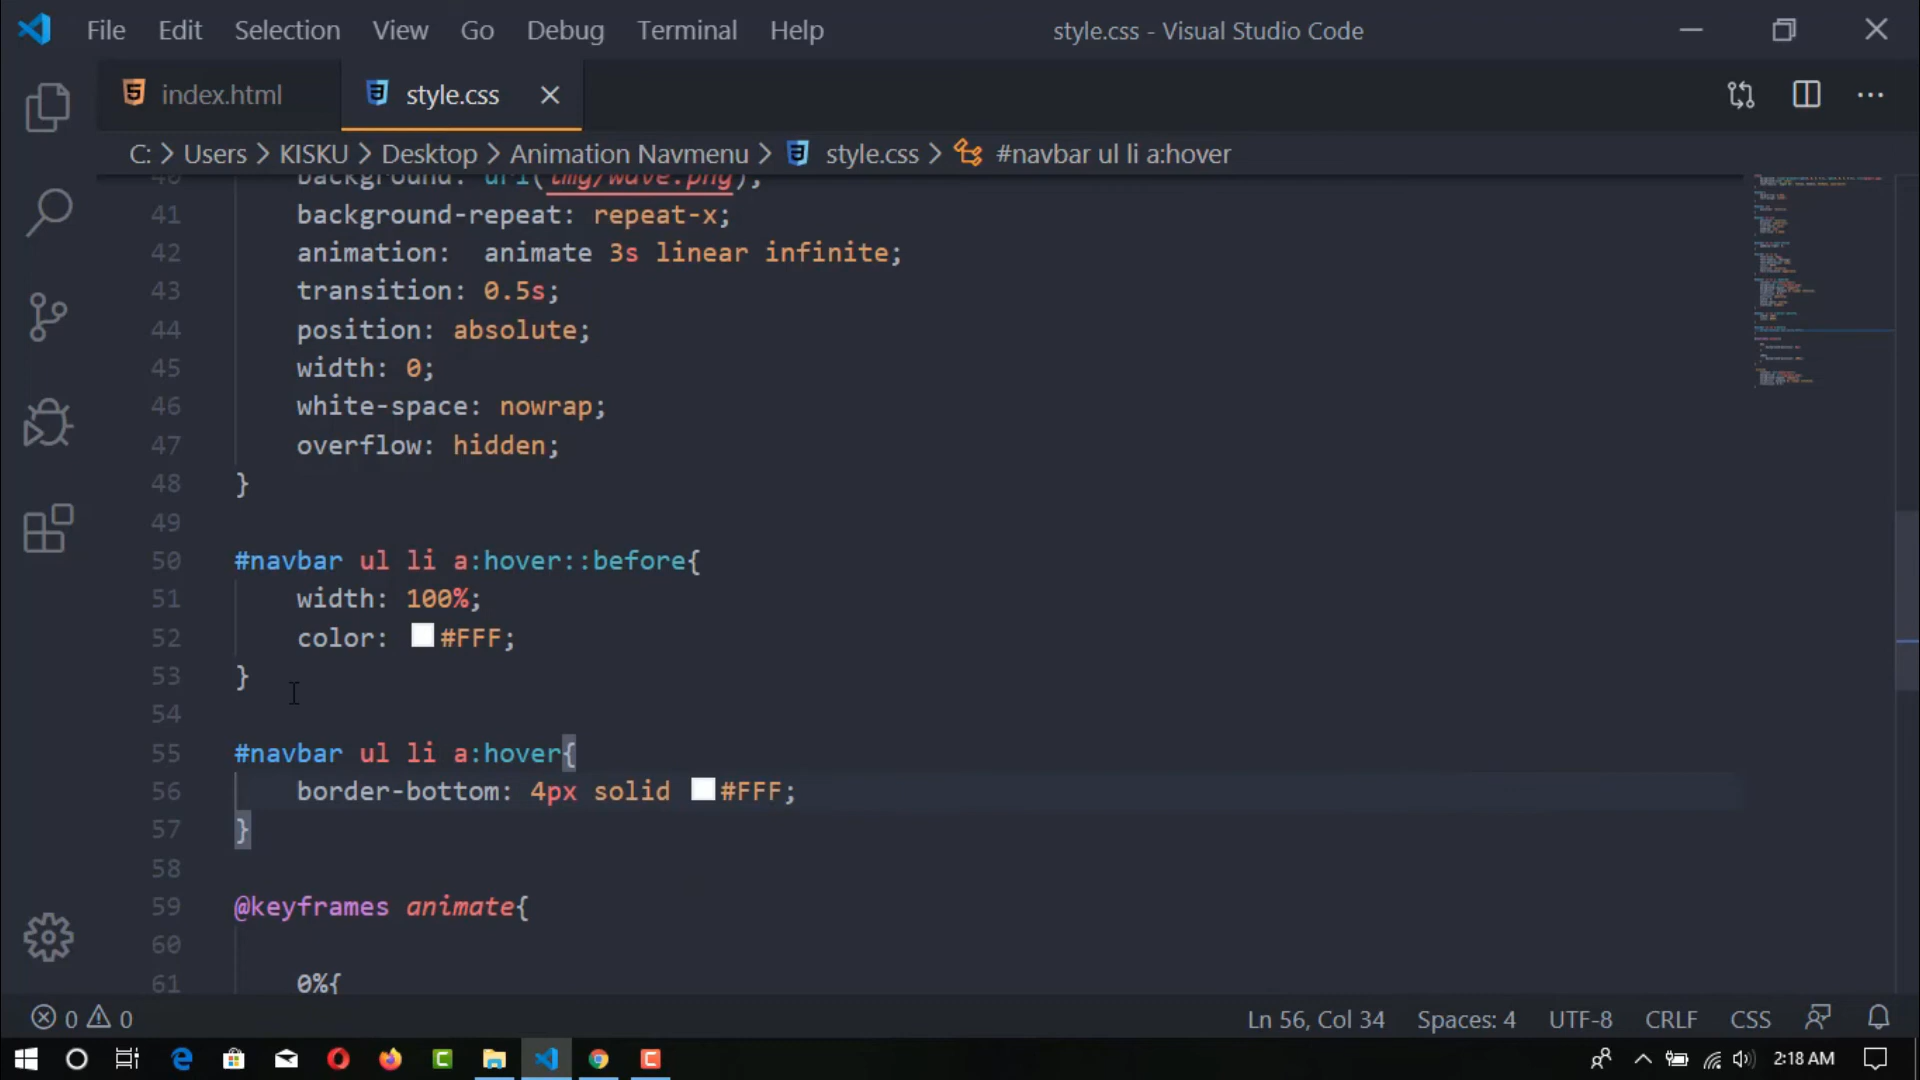 File Edit Selection View Go Debug Terminal Help style.css - Visual Studio Code
index.html style.css
C: > Users > KISKU > Desktop > Animation Navmenu > style.css > #navbar ul li a:hover
40 background: url(img/wave.png);
41 background-repeat: repeat-x;
42 animation:  animate 3s linear infinite;
43 transition: 0.5s;
44 position: absolute;
45 width: 0;
46 white-space: nowrap;
47 overflow: hidden;
48 }
49
50 #navbar ul li a:hover::before{
51 width: 100%;
52 color: #FFF;
53 }
54
55 #navbar ul li a:hover{
56 border-bottom: 4px solid #FFF;
57 }
58
59 @keyframes animate{
60
61 0%{
0 0 Ln 56, Col 34 Spaces: 4 UTF-8 CRLF CSS
2:18 AM